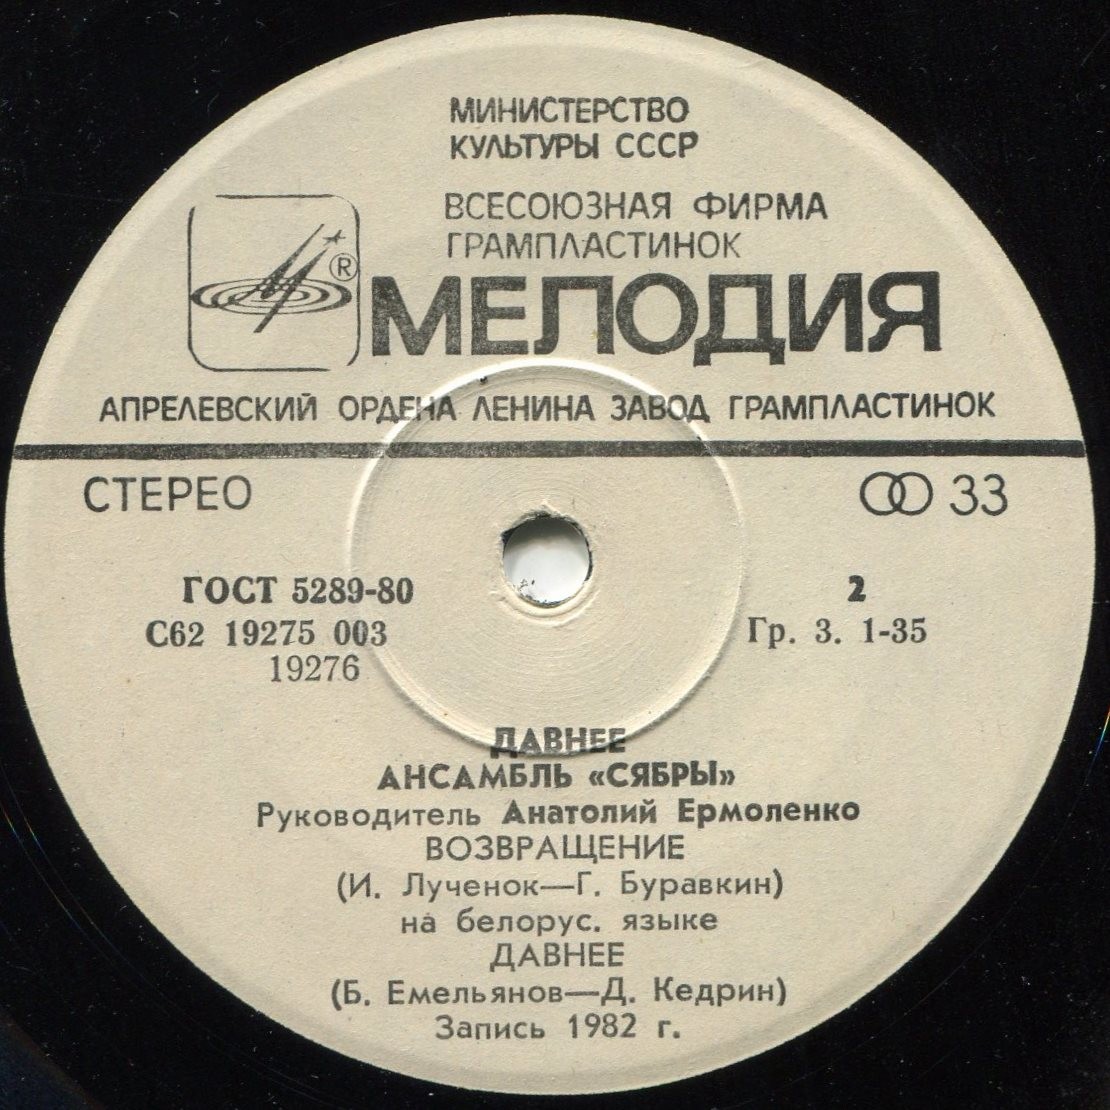 МИНИСТЕРСТВО
КУЛЬТУРЫ СССР
ВСЕСОЮЗНАЯ ФИРМА
ГРАМПЛАСТИНОК
®
МЕЛОДИЯ
АПРЕЛЕВСКИЙ ОРДЕНА ЛЕНИНА ЗАВОД ГРАМПЛАСТИНОК
СТЕРЕО 33
ГОСТ 5289-80 2
С62 19275 003 Гр. 3. 1-35
19276
ДАВНЕЕ
АНСАМБЛЬ «СЯБРЫ»
Руководитель Анатолий Ермоленко
ВОЗВРАЩЕНИЕ
(И. Лученок—Г. Буравкин)
на белорус. языке
ДАВНЕЕ
(Б. Емельянов—Д. Кедрин)
Запись 1982 г.